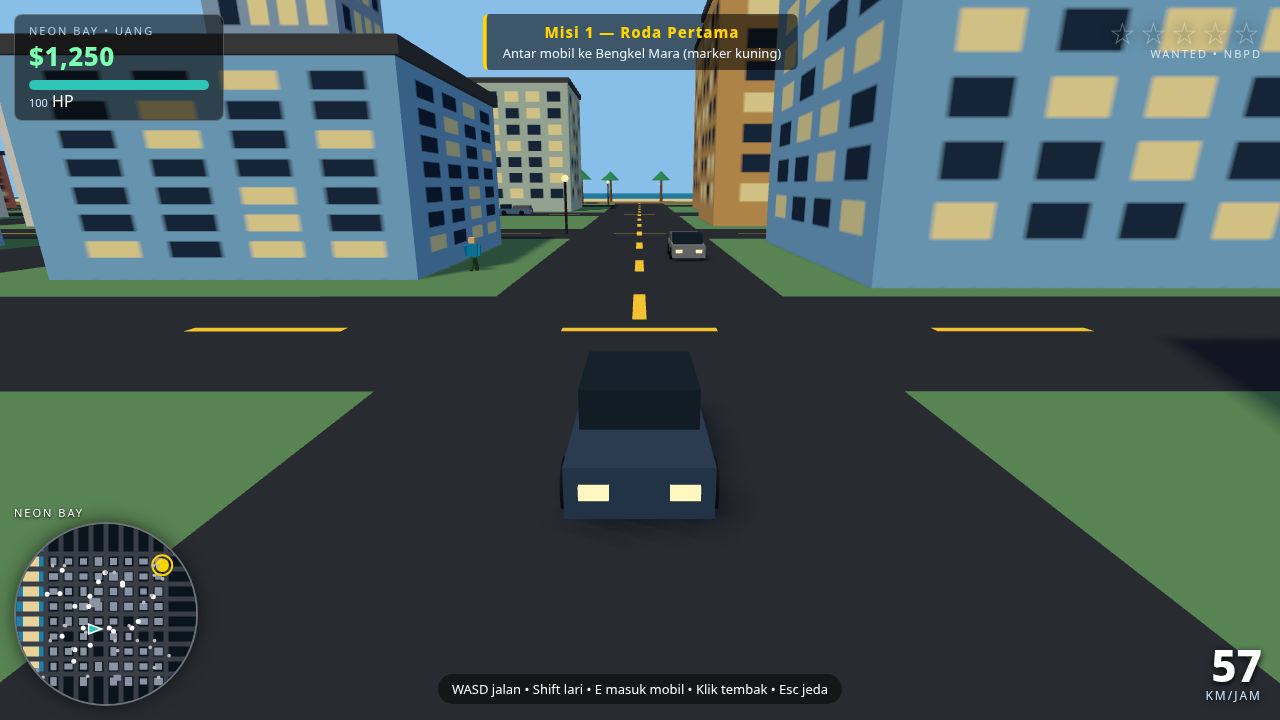 NEON BAY • UANG
$1,250
100 HP
Misi 1 — Roda Pertama
Antar mobil ke Bengkel Mara (marker kuning)
☆ ☆ ☆ ☆ ☆
WANTED • NBPD
NEON BAY
WASD jalan • Shift lari • E masuk mobil • Klik tembak • Esc jeda
57
KM/JAM